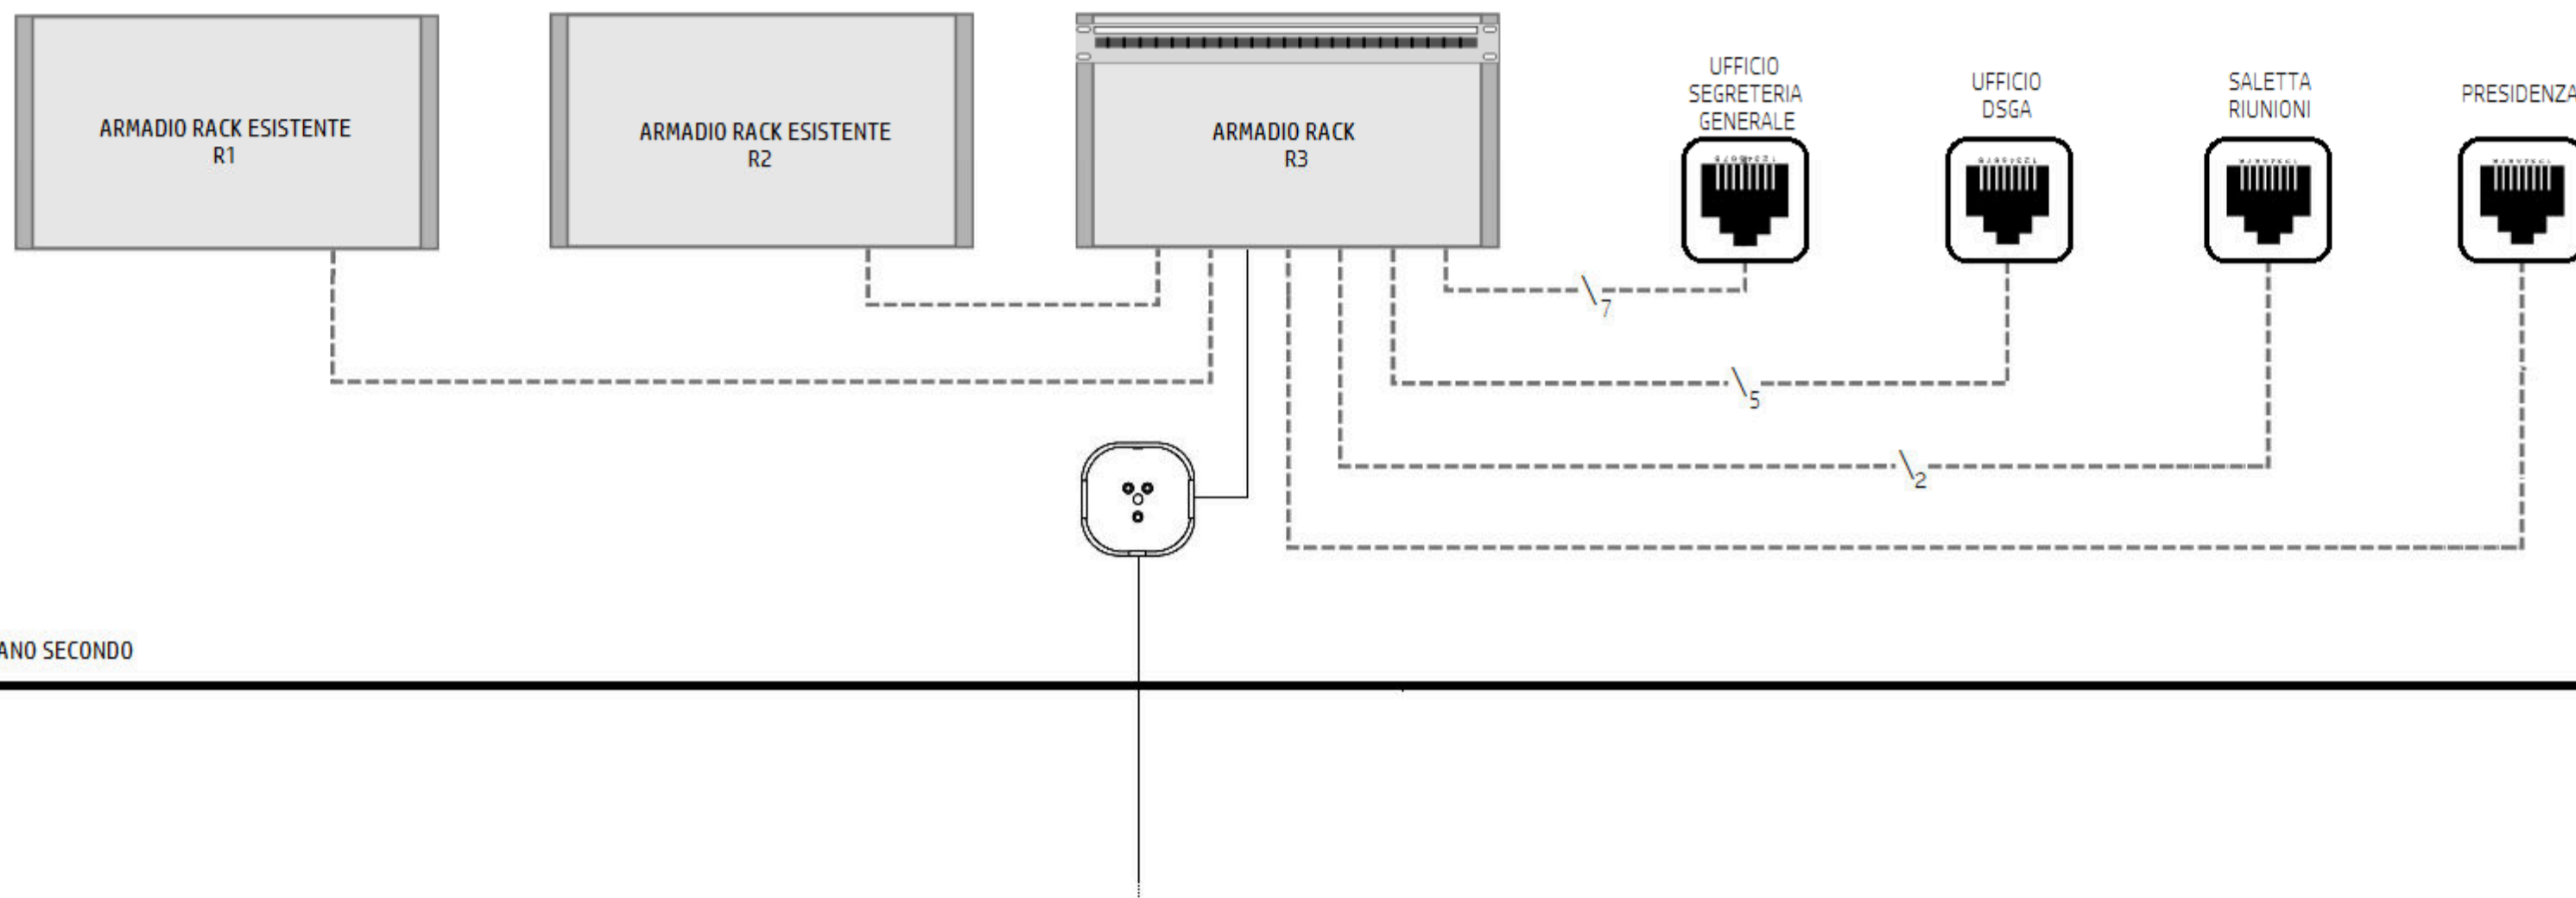 ARMADIO RACK ESISTENTE
R1
ARMADIO RACK ESISTENTE
R2
ARMADIO RACK
R3
UFFICIO
SEGRETERIA
GENERALE
UFFICIO
DSGA
SALETTA
RIUNIONI
PRESIDENZA
7
5
2
ANO SECONDO